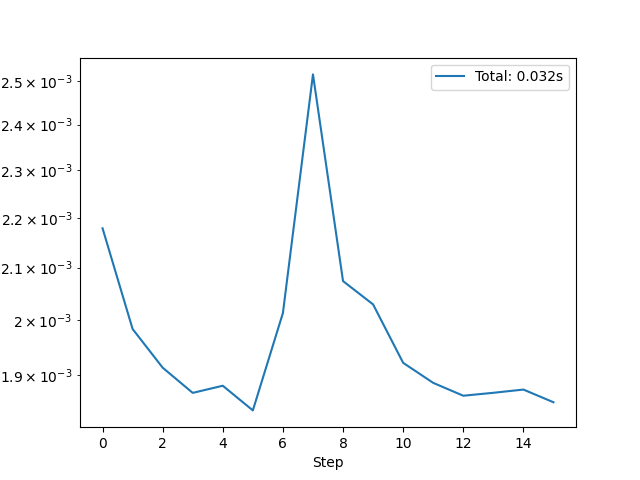 Total: 0.032s
2.5 × 10⁻³
2.4 × 10⁻³
2.3 × 10⁻³
2.2 × 10⁻³
2.1 × 10⁻³
2 × 10⁻³
1.9 × 10⁻³
0 2 4 6 8 10 12 14
Step